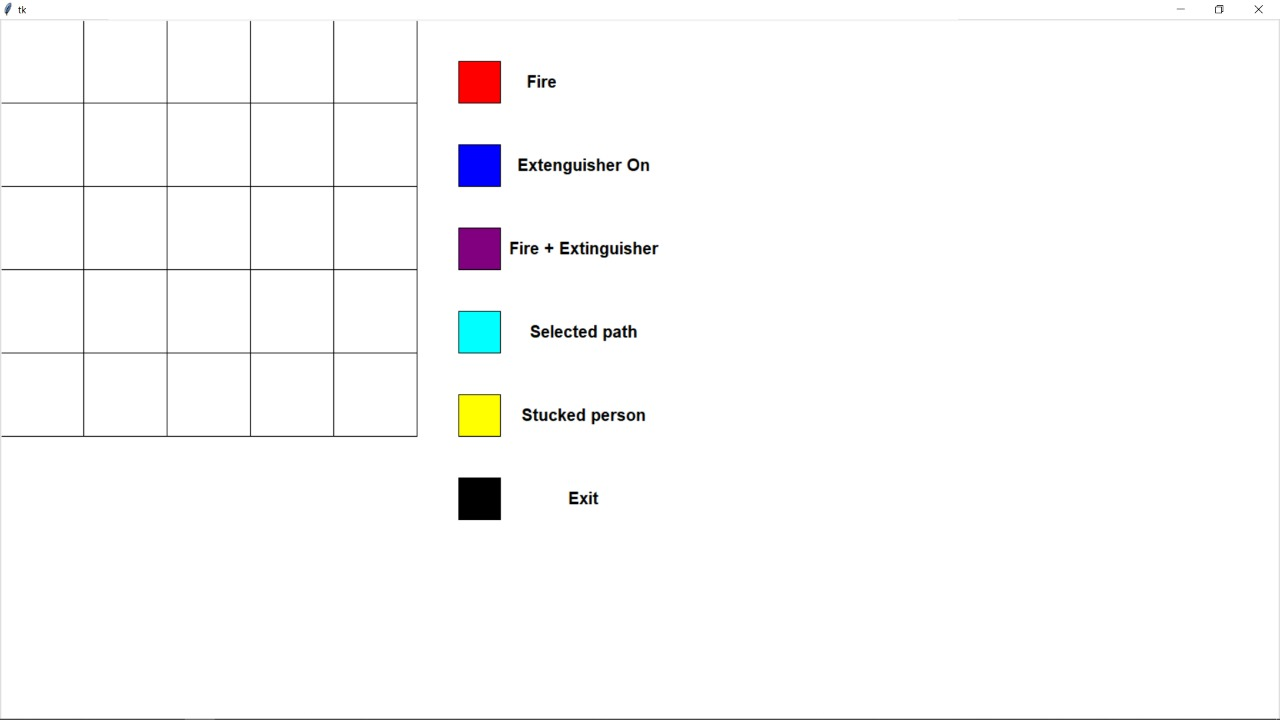 tk
Fire
Extenguisher On
Fire + Extinguisher
Selected path
Stucked person
Exit